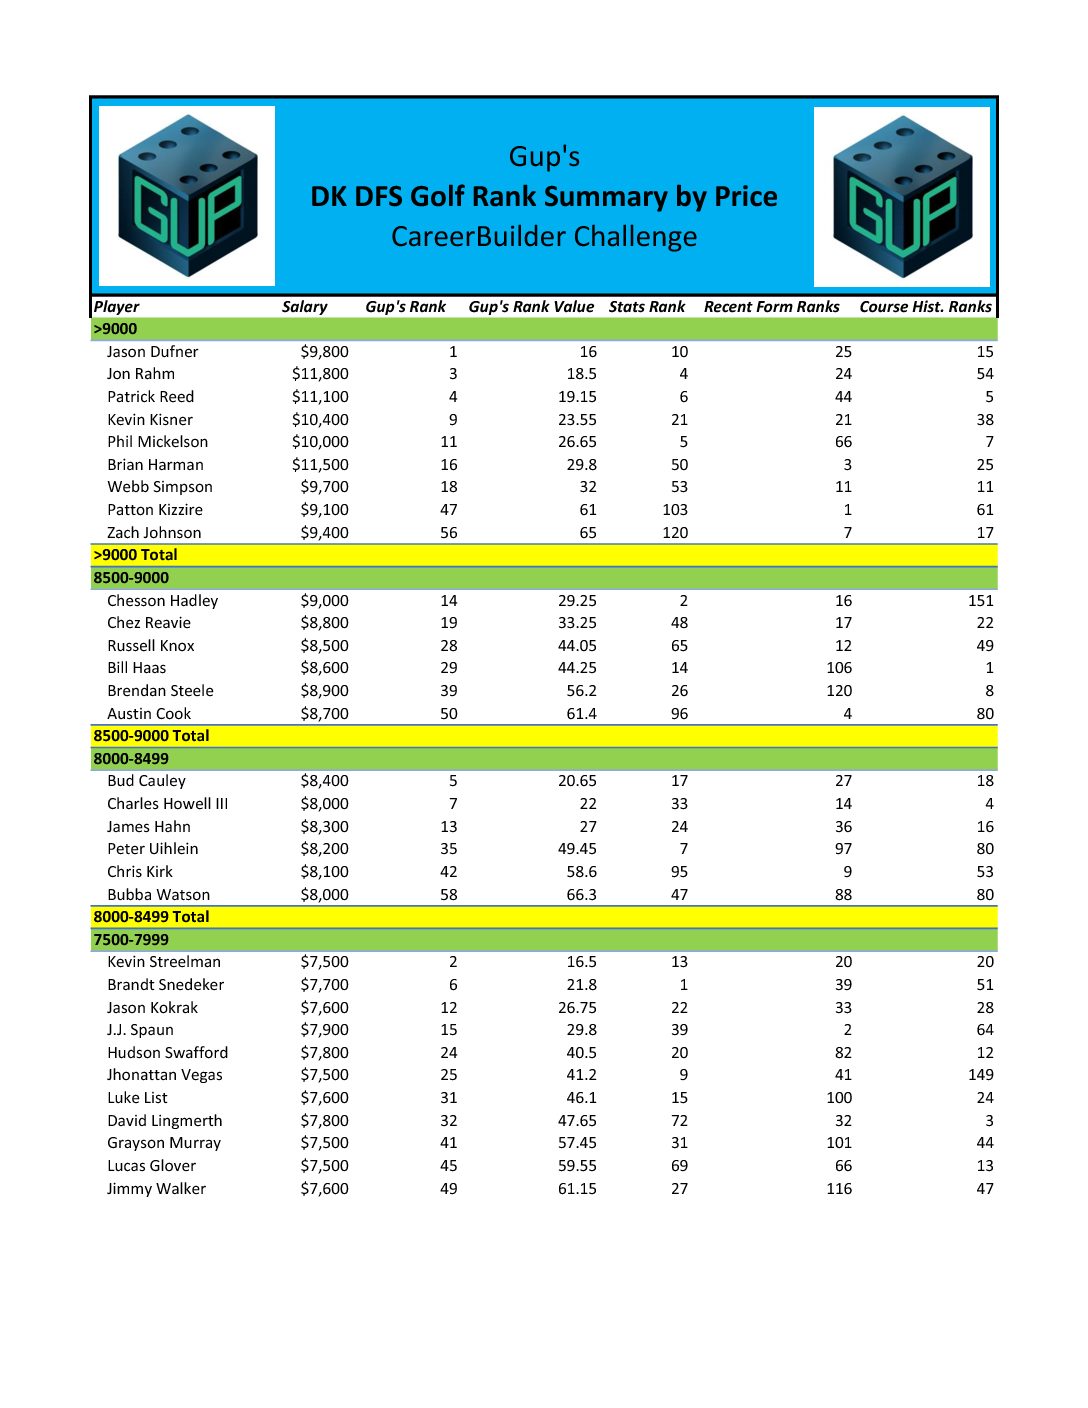 GUP
GUP
Gup's
DK DFS Golf Rank Summary by Price
CareerBuilder Challenge
Player Salary Gup's Rank Gup's Rank Value Stats Rank Recent Form Ranks Course Hist. Ranks
>9000
Jason Dufner $9,800 1 16 10 25 15
Jon Rahm $11,800 3 18.5 4 24 54
Patrick Reed $11,100 4 19.15 6 44 5
Kevin Kisner $10,400 9 23.55 21 21 38
Phil Mickelson $10,000 11 26.65 5 66 7
Brian Harman $11,500 16 29.8 50 3 25
Webb Simpson $9,700 18 32 53 11 11
Patton Kizzire $9,100 47 61 103 1 61
Zach Johnson $9,400 56 65 120 7 17
>9000 Total
8500-9000
Chesson Hadley $9,000 14 29.25 2 16 151
Chez Reavie $8,800 19 33.25 48 17 22
Russell Knox $8,500 28 44.05 65 12 49
Bill Haas $8,600 29 44.25 14 106 1
Brendan Steele $8,900 39 56.2 26 120 8
Austin Cook $8,700 50 61.4 96 4 80
8500-9000 Total
8000-8499
Bud Cauley $8,400 5 20.65 17 27 18
Charles Howell III $8,000 7 22 33 14 4
James Hahn $8,300 13 27 24 36 16
Peter Uihlein $8,200 35 49.45 7 97 80
Chris Kirk $8,100 42 58.6 95 9 53
Bubba Watson $8,000 58 66.3 47 88 80
8000-8499 Total
7500-7999
Kevin Streelman $7,500 2 16.5 13 20 20
Brandt Snedeker $7,700 6 21.8 1 39 51
Jason Kokrak $7,600 12 26.75 22 33 28
J.J. Spaun $7,900 15 29.8 39 2 64
Hudson Swafford $7,800 24 40.5 20 82 12
Jhonattan Vegas $7,500 25 41.2 9 41 149
Luke List $7,600 31 46.1 15 100 24
David Lingmerth $7,800 32 47.65 72 32 3
Grayson Murray $7,500 41 57.45 31 101 44
Lucas Glover $7,500 45 59.55 69 66 13
Jimmy Walker $7,600 49 61.15 27 116 47